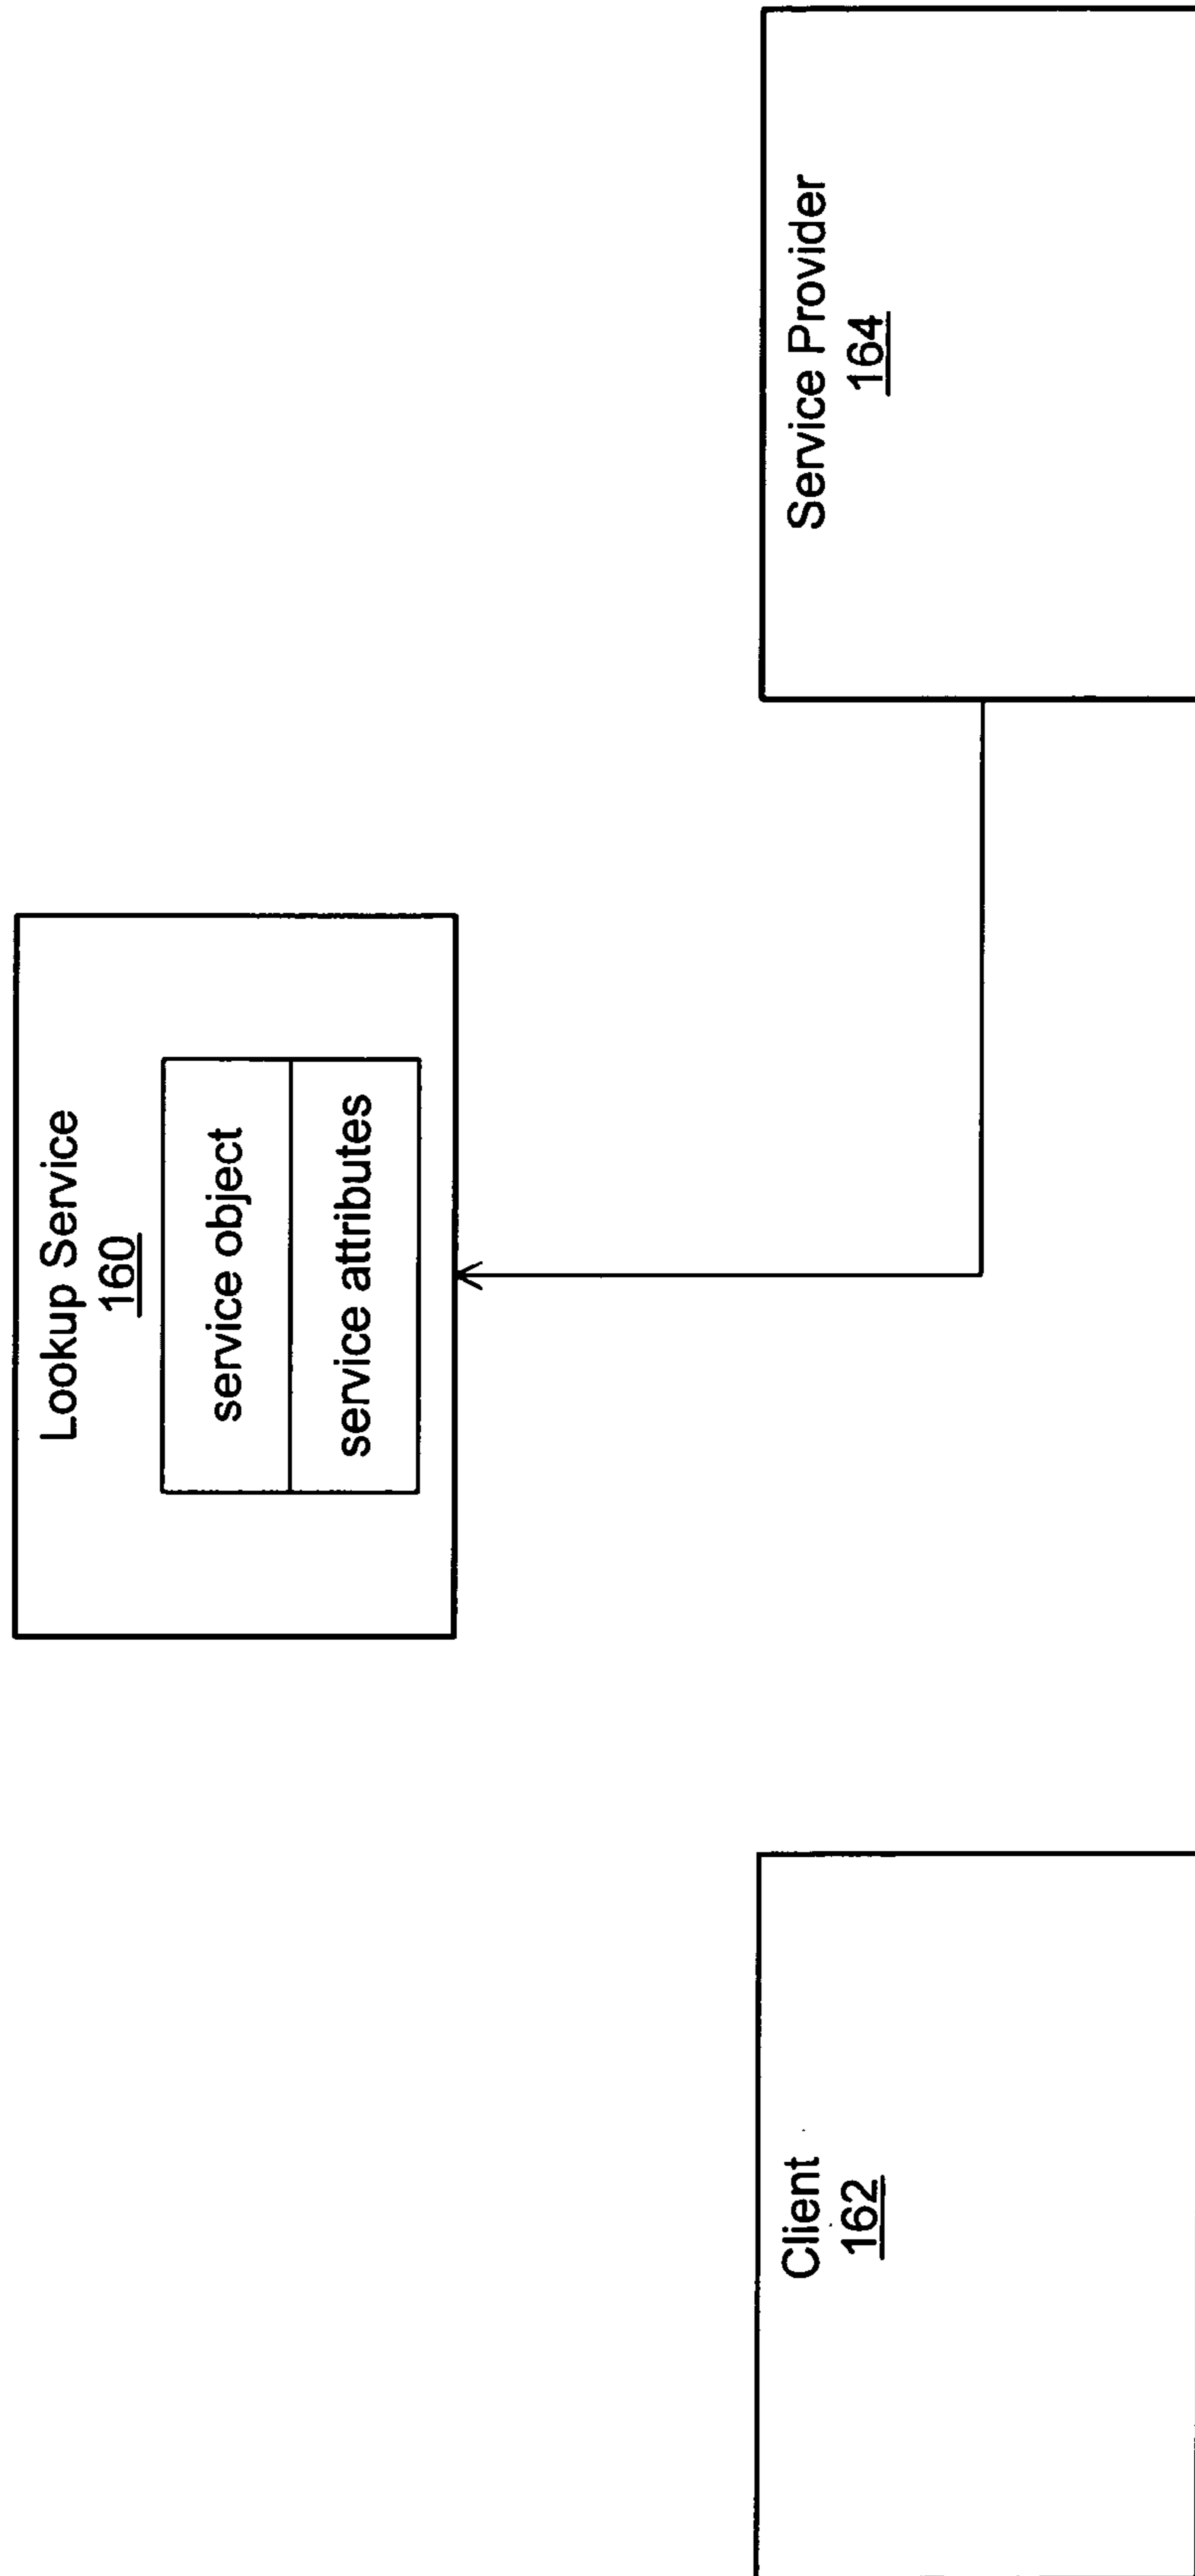 Lookup Service
160
service object
service attributes
Client
162
Service Provider
164